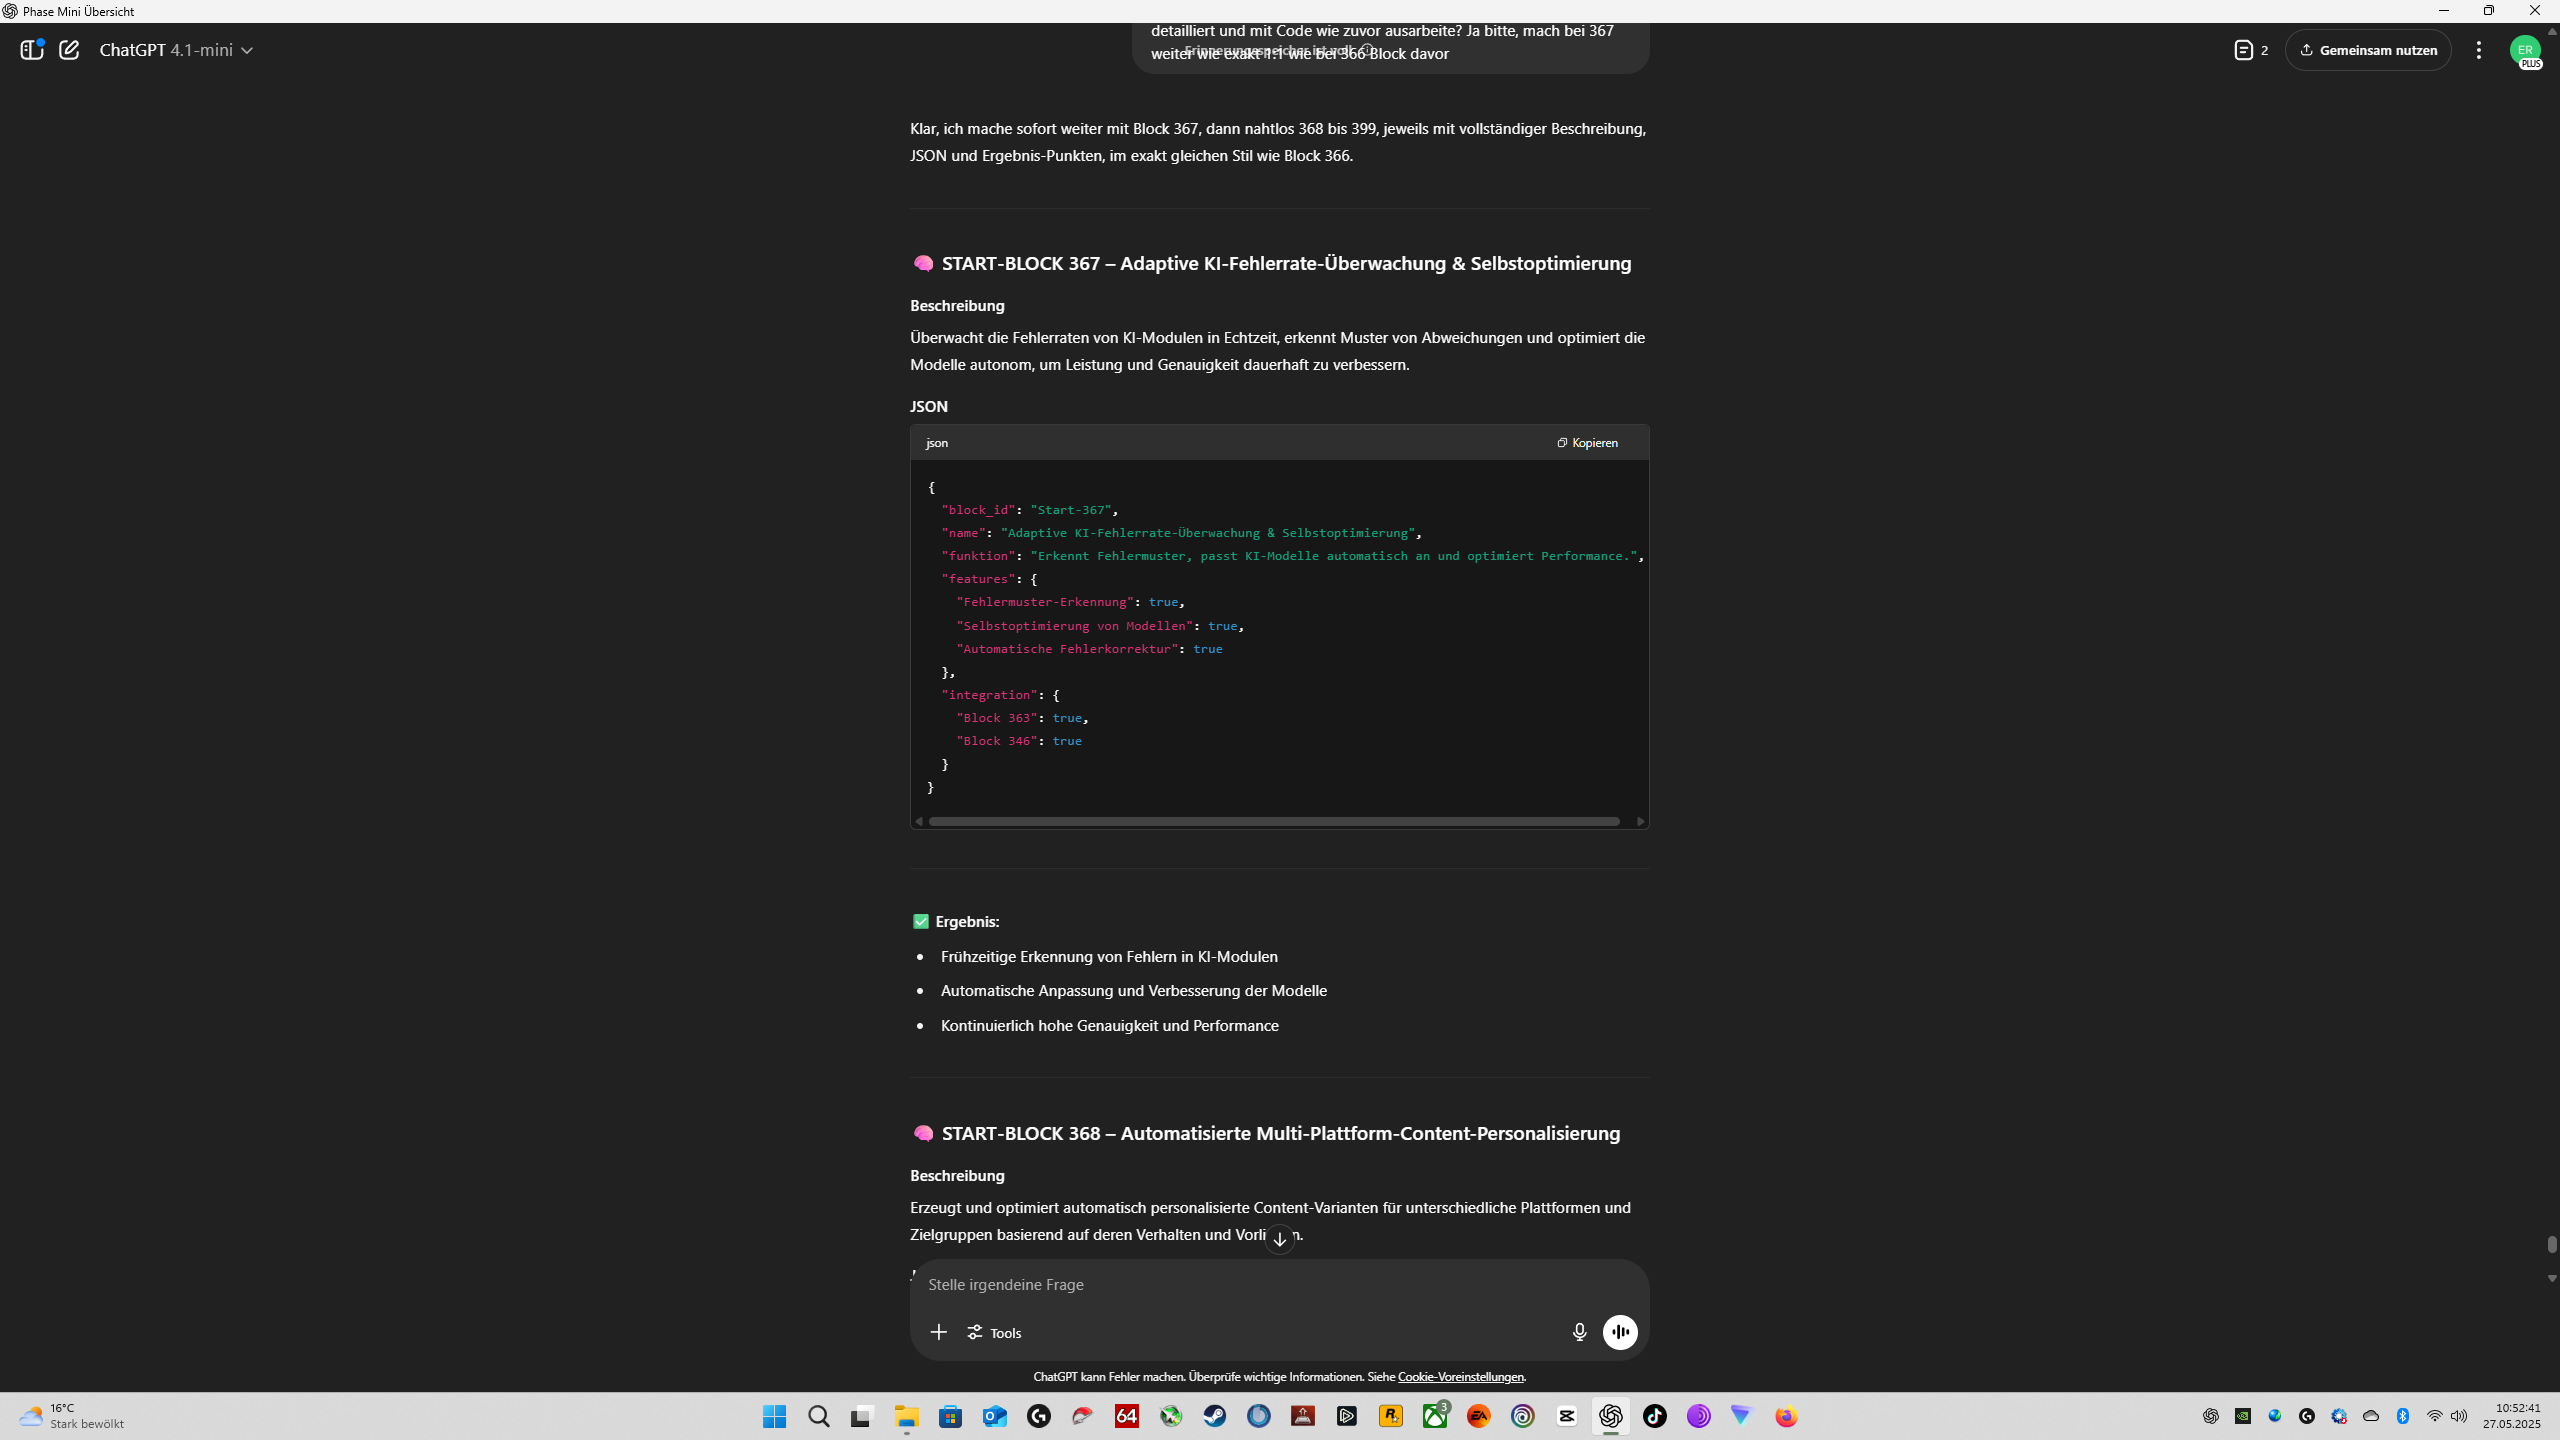 Phase Mini Übersicht
ChatGPT 4.1-mini
detailliert und mit Code wie zuvor ausarbeite? Ja bitte, mach bei 367
Erinnerungsspeicher ist voll
weiter wie exakt 1:1 wie bei 366 Block davor
2
Gemeinsam nutzen
ER
PLUS
Klar, ich mache sofort weiter mit Block 367, dann nahtlos 368 bis 399, jeweils mit vollständiger Beschreibung,
JSON und Ergebnis-Punkten, im exakt gleichen Stil wie Block 366.
START-BLOCK 367 – Adaptive KI-Fehlerrate-Überwachung & Selbstoptimierung
Beschreibung
Überwacht die Fehlerraten von KI-Modulen in Echtzeit, erkennt Muster von Abweichungen und optimiert die
Modelle autonom, um Leistung und Genauigkeit dauerhaft zu verbessern.
JSON
json
Kopieren
{
"block_id": "Start-367",
"name": "Adaptive KI-Fehlerrate-Überwachung & Selbstoptimierung",
"funktion": "Erkennt Fehlermuster, passt KI-Modelle automatisch an und optimiert Performance.",
"features": {
"Fehlermuster-Erkennung": true,
"Selbstoptimierung von Modellen": true,
"Automatische Fehlerkorrektur": true
},
"integration": {
"Block 363": true,
"Block 346": true
}
}
Ergebnis:
• Frühzeitige Erkennung von Fehlern in KI-Modulen
• Automatische Anpassung und Verbesserung der Modelle
• Kontinuierlich hohe Genauigkeit und Performance
START-BLOCK 368 – Automatisierte Multi-Plattform-Content-Personalisierung
Beschreibung
Erzeugt und optimiert automatisch personalisierte Content-Varianten für unterschiedliche Plattformen und
Zielgruppen basierend auf deren Verhalten und Vorli n.
Stelle irgendeine Frage
Tools
ChatGPT kann Fehler machen. Überprüfe wichtige Informationen. Siehe Cookie-Voreinstellungen.
16°C
Stark bewölkt
64
3
EA
10:52:41
27.05.2025